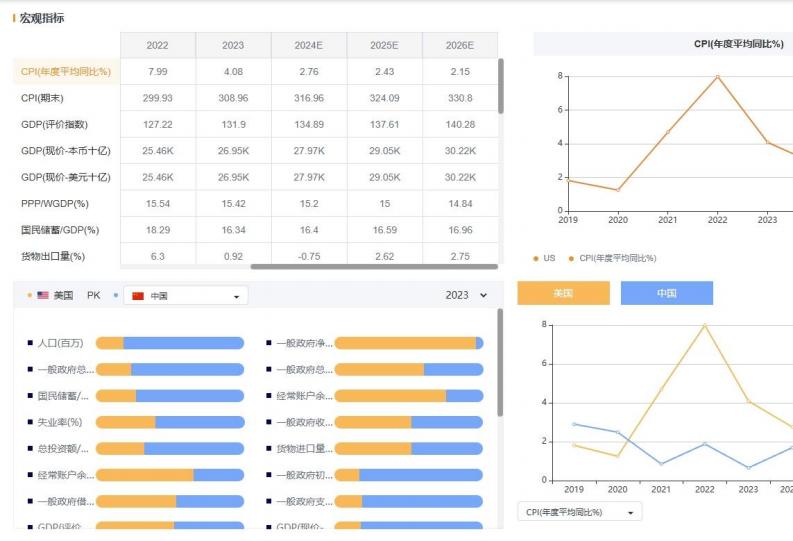 宏观指标
2022 2023 2024E 2025E 2026E
CPI(年度平均同比%) 7.99 4.08 2.76 2.43 2.15
CPI(期末) 299.93 308.96 316.96 324.09 330.8
GDP(评价指数) 127.22 131.9 134.89 137.61 140.28
GDP(现价-本币十亿) 25.46K 26.95K 27.97K 29.05K 30.22K
GDP(现价-美元十亿) 25.46K 26.95K 27.97K 29.05K 30.22K
PPP/WGDP(%) 15.54 15.42 15.2 15 14.84
国民储蓄/GDP(%) 18.29 16.34 16.4 16.59 16.96
货物出口量(%) 6.3 0.92 -0.75 2.62 2.75
CPI(年度平均同比%)
8
6
4
2
0
2019 2020 2021 2022 2023
US CPI(年度平均同比%)
美国 PK 中国 2023
人口(百万) 一般政府净...
一般政府总... 一般政府总...
国民储蓄/... 经常账户余...
失业率(%) 一般政府收...
总投资额/... 货物进口量...
经常账户余... 一般政府初...
一般政府借... 一般政府支...
GDP(评价... GDP(现价-...
美国 中国
8
6
4
2
0
2019 2020 2021 2022 2023 202
CPI(年度平均同比%)